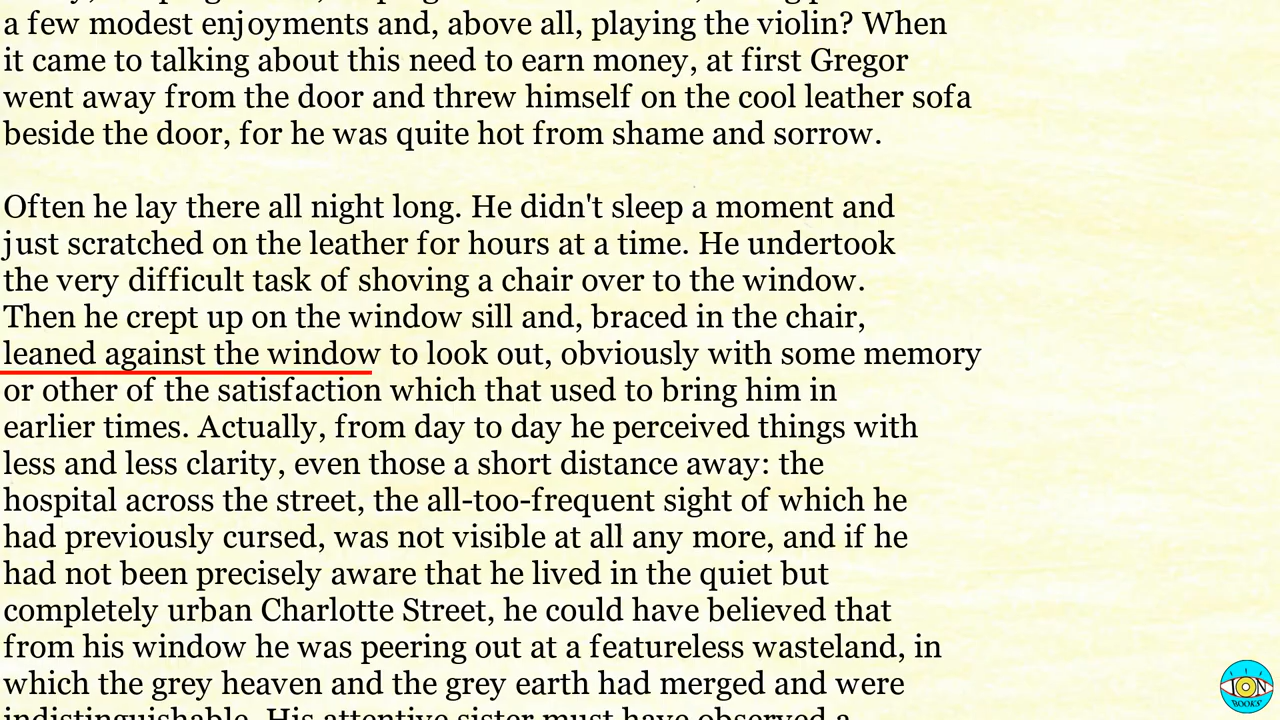 a few modest enjoyments and, above all, playing the violin? When
it came to talking about this need to earn money, at first Gregor
went away from the door and threw himself on the cool leather sofa
beside the door, for he was quite hot from shame and sorrow.
Often he lay there all night long. He didn't sleep a moment and
just scratched on the leather for hours at a time. He undertook
the very difficult task of shoving a chair over to the window.
Then he crept up on the window sill and, braced in the chair,
leaned against the window to look out, obviously with some memory
or other of the satisfaction which that used to bring him in
earlier times. Actually, from day to day he perceived things with
less and less clarity, even those a short distance away: the
hospital across the street, the all-too-frequent sight of which he
had previously cursed, was not visible at all any more, and if he
had not been precisely aware that he lived in the quiet but
completely urban Charlotte Street, he could have believed that
from his window he was peering out at a featureless wasteland, in
which the grey heaven and the grey earth had merged and were
indistinguishable. His attentive sister must have observed a
ION
BOOKS